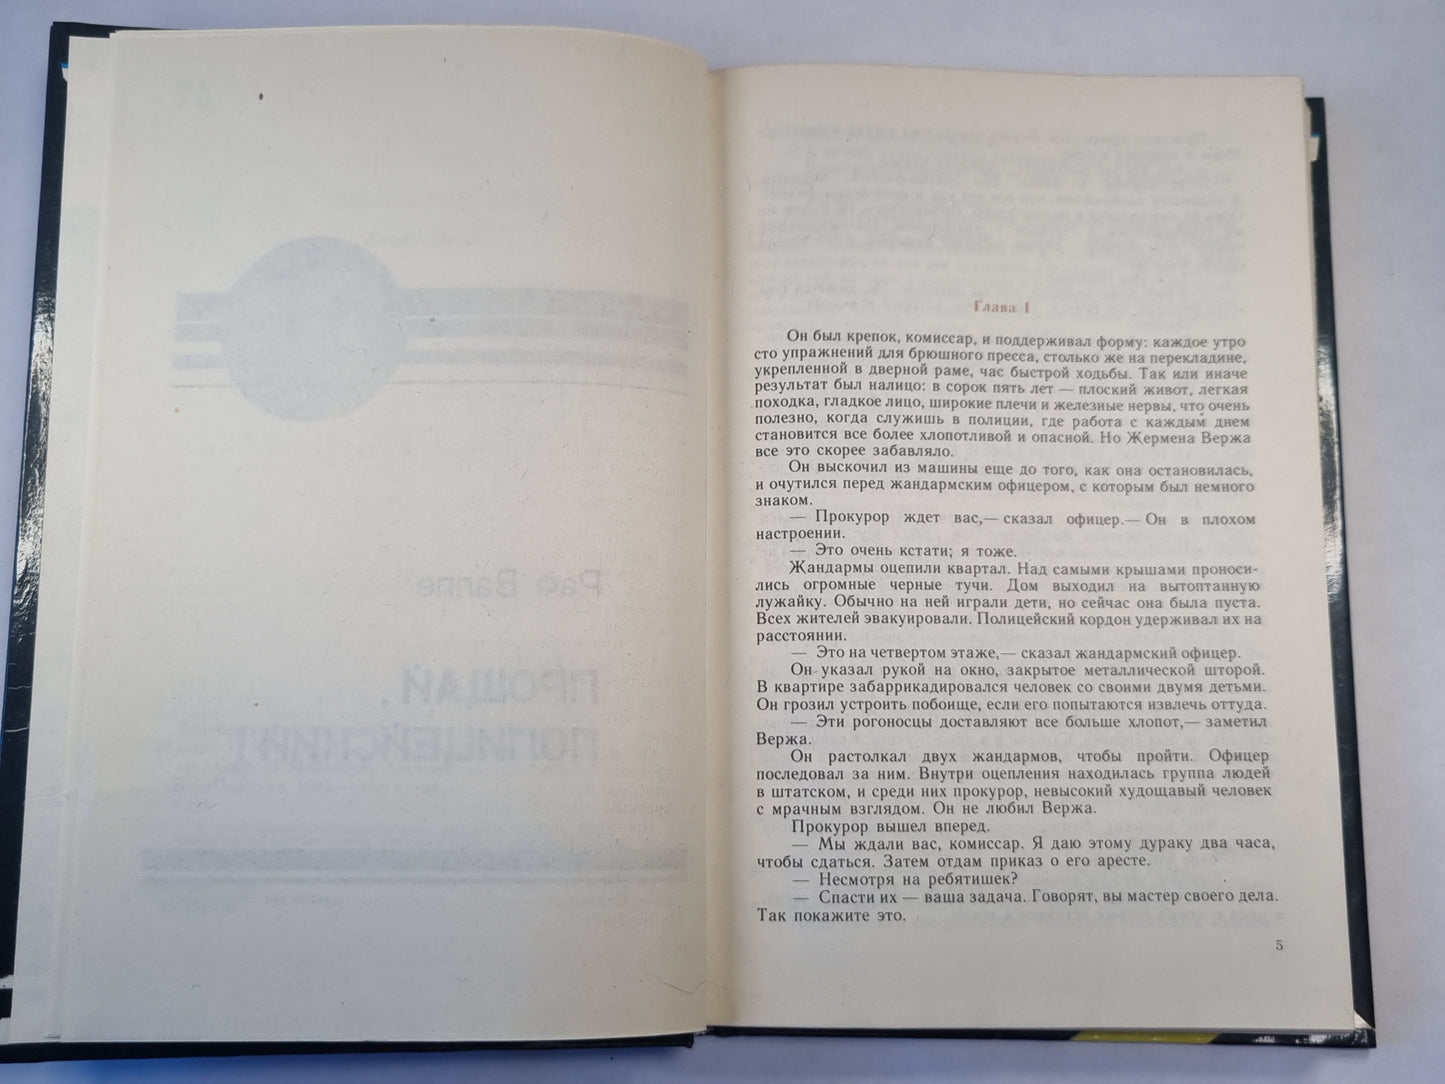 Глава I
Он был крепок, комиссар, и поддерживал форму: каждое утро
сто упражнений для брюшного пресса, столько же на перекладине,
укрепленной в дверной раме, час быстрой ходьбы. Так или иначе
результат был налицо: в сорок пять лет — плоский живот, легкая
походка, гладкое лицо, широкие плечи и железные нервы, что очень
полезно, когда служишь в полиции, где работа с каждым днем
становится все более хлопотливой и опасной. Но Жермена Вержа
все это скорее забавляло.
Он выскочил из машины еще до того, как она остановилась,
и очутился перед жандармским офицером, с которым был немного
знаком.
— Прокурор ждет вас,— сказал офицер.— Он в плохом
настроении.
— Это очень кстати; я тоже.
Жандармы оцепили квартал. Над самыми крышами проноси-
лись огромные черные тучи. Дом выходил на вытоптанную
лужайку. Обычно на ней играли дети, но сейчас она была пуста.
Всех жителей эвакуировали. Полицейский кордон удерживал их на
расстоянии.
— Это на четвертом этаже,— сказал жандармский офицер.
Он указал рукой на окно, закрытое металлической шторой.
В квартире забаррикадировался человек со своими двумя детьми.
Он грозил устроить побоище, если его попытаются извлечь оттуда.
— Эти рогоносцы доставляют все больше хлопот,— заметил
Вержа.
Он растолкал двух жандармов, чтобы пройти. Офицер
последовал за ним. Внутри оцепления находилась группа людей
в штатском, и среди них прокурор, невысокий худощавый человек
с мрачным взглядом. Он не любил Вержа.
Прокурор вышел вперед.
— Мы ждали вас, комиссар. Я даю этому дураку два часа,
чтобы сдаться. Затем отдам приказ о его аресте.
— Несмотря на ребятишек?
— Спасти их — ваша задача. Говорят, вы мастер своего дела.
Так покажите это.
5